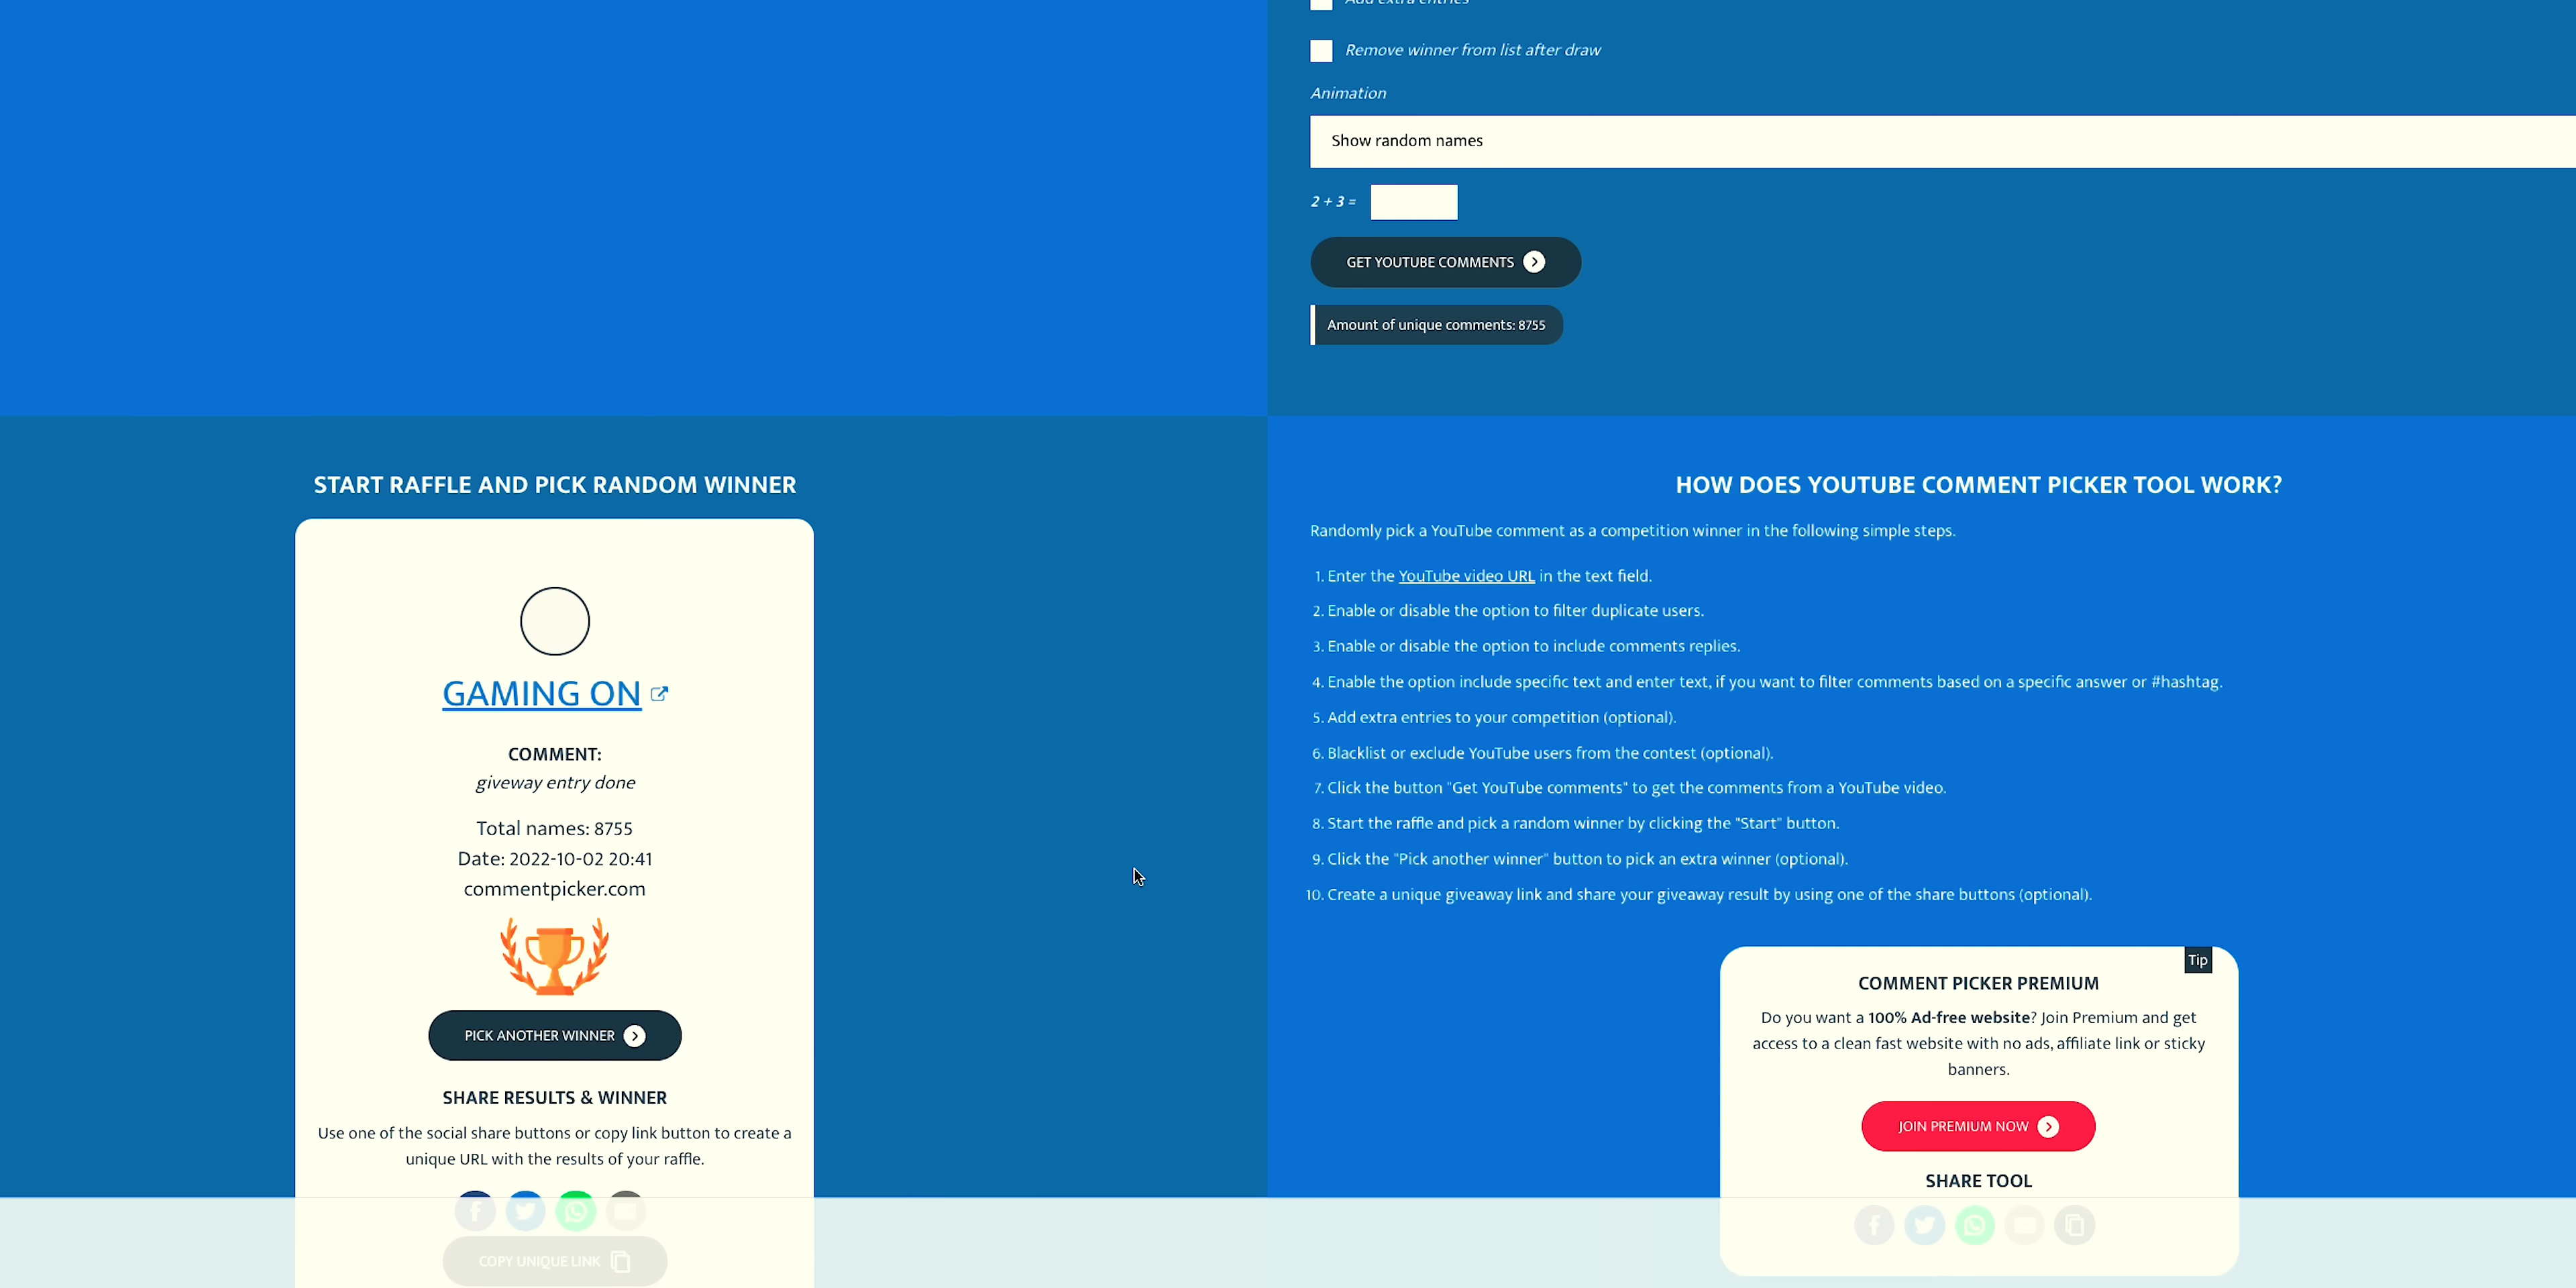 Add extra entries
Remove winner from list after draw
Animation
Show random names
2 + 3 =
GET YOUTUBE COMMENTS
Amount of unique comments: 8755
START RAFFLE AND PICK RANDOM WINNER
GAMING ON
COMMENT:
giveway entry done
Total names: 8755
Date: 2022-10-02 20:41
commentpicker.com
PICK ANOTHER WINNER
SHARE RESULTS & WINNER
Use one of the social share buttons or copy link button to create a
unique URL with the results of your raffle.
COPY UNIQUE LINK
HOW DOES YOUTUBE COMMENT PICKER TOOL WORK?
Randomly pick a YouTube comment as a competition winner in the following simple steps.
1. Enter the YouTube video URL in the text field.
2. Enable or disable the option to filter duplicate users.
3. Enable or disable the option to include comments replies.
4. Enable the option include specific text and enter text, if you want to filter comments based on a specific answer or #hashtag.
5. Add extra entries to your competition (optional).
6. Blacklist or exclude YouTube users from the contest (optional).
7. Click the button "Get YouTube comments" to get the comments from a YouTube video.
8. Start the raffle and pick a random winner by clicking the "Start" button.
9. Click the "Pick another winner" button to pick an extra winner (optional).
10. Create a unique giveaway link and share your giveaway result by using one of the share buttons (optional).
Tip
COMMENT PICKER PREMIUM
Do you want a 100% Ad-free website? Join Premium and get
access to a clean fast website with no ads, affiliate link or sticky
banners.
JOIN PREMIUM NOW
SHARE TOOL